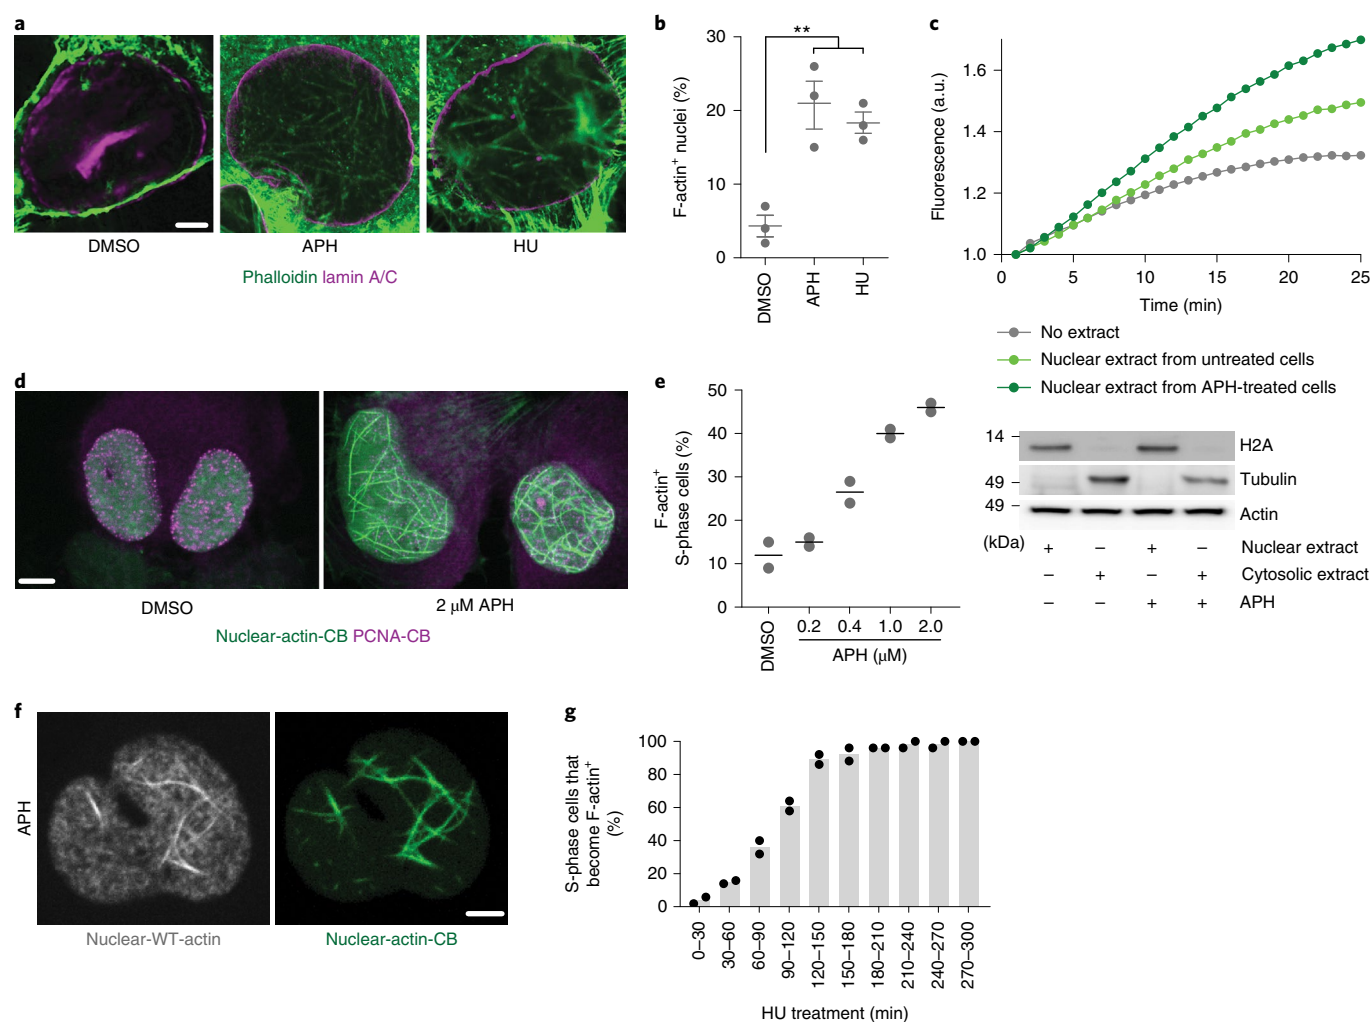 a
DMSO
APH
HU
Phalloidin lamin A/C
b
F-actin+ nuclei (%)
30
20
10
0
**
DMSO
APH
HU
c
Fluorescence (a.u.)
1.6
1.4
1.2
1.0
0 5 10 15 20 25
Time (min)
No extract
Nuclear extract from untreated cells
Nuclear extract from APH-treated cells
14
H2A
49
Tubulin
49
Actin
(kDa)
+ – + – Nuclear extract
– + – + Cytosolic extract
– – + + APH
d
DMSO
2 μM APH
Nuclear-actin-CB PCNA-CB
e
F-actin+
S-phase cells (%)
50
40
30
20
10
0
DMSO
0.2 0.4 1.0 2.0
APH (μM)
f
APH
Nuclear-WT-actin
Nuclear-actin-CB
g
S-phase cells that
become F-actin+
(%)
100
80
60
40
20
0
0–30
30–60
60–90
90–120
120–150
150–180
180–210
210–240
240–270
270–300
HU treatment (min)